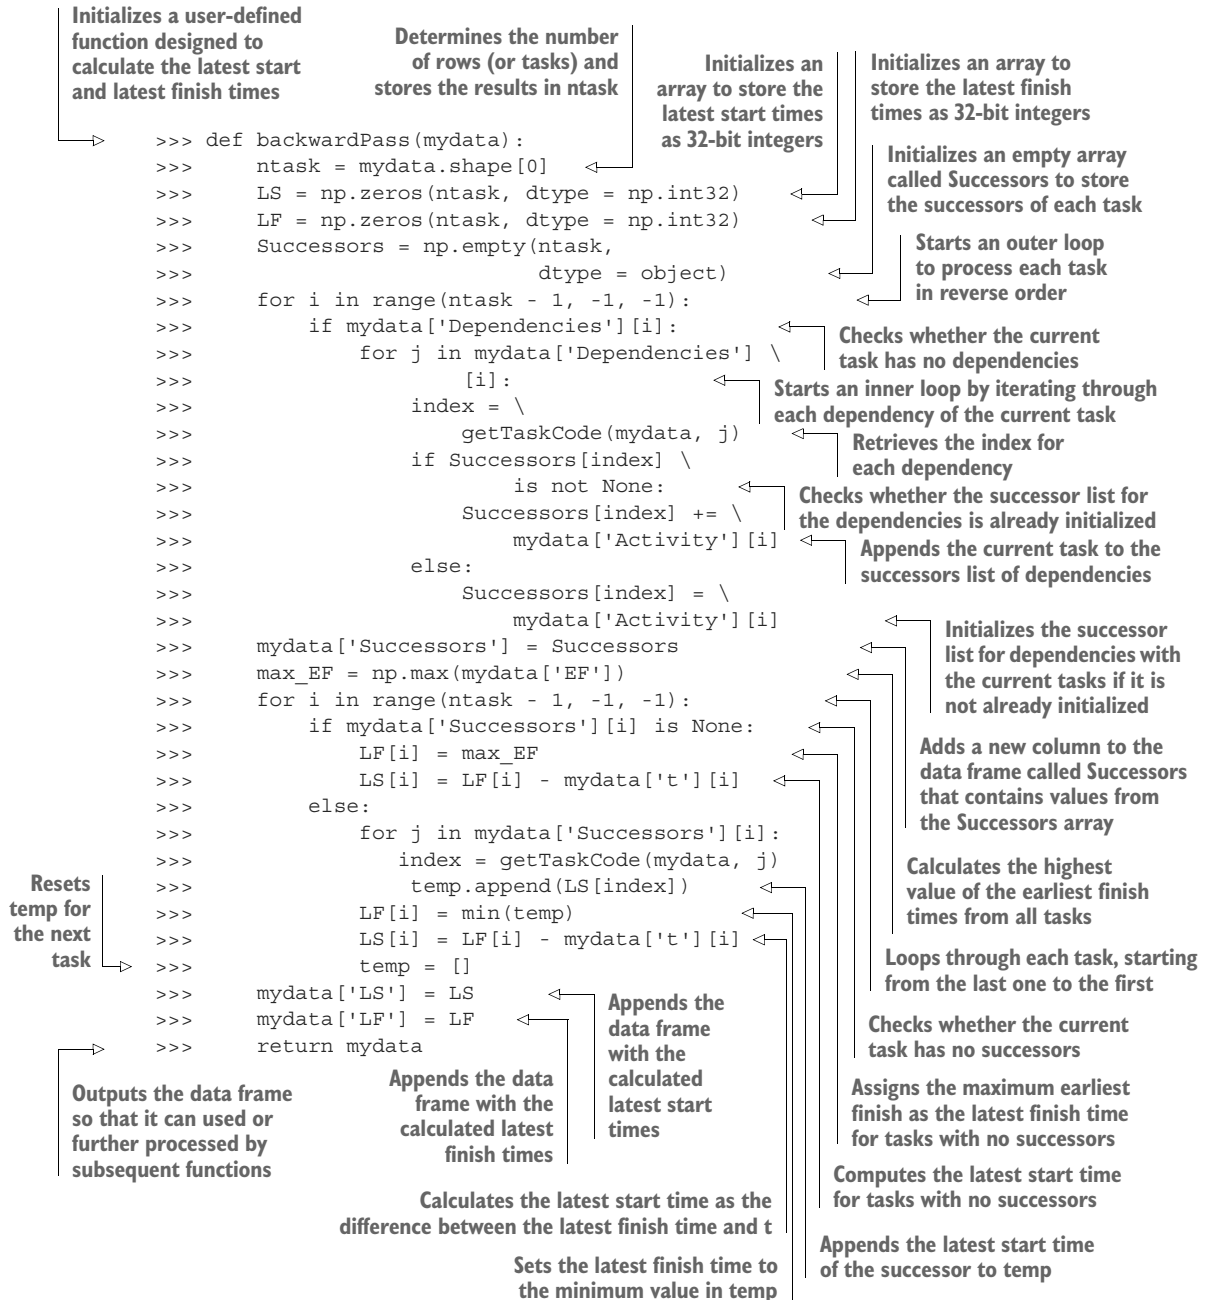 Initializes a user-defined
function designed to
calculate the latest start
and latest finish times
Determines the number
of rows (or tasks) and
stores the results in ntask
Initializes an
array to store the
latest start times
as 32-bit integers
Initializes an array to
store the latest finish
times as 32-bit integers
>>> def backwardPass(mydata):
>>>     ntask = mydata.shape[0]
>>>     LS = np.zeros(ntask, dtype = np.int32)
>>>     LF = np.zeros(ntask, dtype = np.int32)
>>>     Successors = np.empty(ntask,
>>>                           dtype = object)
>>>     for i in range(ntask - 1, -1, -1):
>>>         if mydata['Dependencies'][i]:
>>>             for j in mydata['Dependencies'] \
>>>                     [i]:
>>>                 index = \
>>>                     getTaskCode(mydata, j)
>>>                 if Successors[index] \
>>>                         is not None:
>>>                     Successors[index] += \
>>>                         mydata['Activity'][i]
>>>                 else:
>>>                     Successors[index] = \
>>>                         mydata['Activity'][i]
>>>     mydata['Successors'] = Successors
>>>     max_EF = np.max(mydata['EF'])
>>>     for i in range(ntask - 1, -1, -1):
>>>         if mydata['Successors'][i] is None:
>>>             LF[i] = max_EF
>>>             LS[i] = LF[i] - mydata['t'][i]
>>>         else:
>>>             for j in mydata['Successors'][i]:
>>>                index = getTaskCode(mydata, j)
>>>                 temp.append(LS[index])
>>>             LF[i] = min(temp)
>>>             LS[i] = LF[i] - mydata['t'][i]
>>>             temp = []
>>>     mydata['LS'] = LS
>>>     mydata['LF'] = LF
>>>     return mydata
Initializes an empty array
called Successors to store
the successors of each task
Starts an outer loop
to process each task
in reverse order
Checks whether the current
task has no dependencies
Starts an inner loop by iterating through
each dependency of the current task
Retrieves the index for
each dependency
Checks whether the successor list for
the dependencies is already initialized
Appends the current task to the
successors list of dependencies
Initializes the successor
list for dependencies with
the current tasks if it is
not already initialized
Adds a new column to the
data frame called Successors
that contains values from
the Successors array
Calculates the highest
value of the earliest finish
times from all tasks
Loops through each task, starting
from the last one to the first
Checks whether the current
task has no successors
Assigns the maximum earliest
finish as the latest finish time
for tasks with no successors
Computes the latest start time
for tasks with no successors
Appends the latest start time
of the successor to temp
Resets
temp for
the next
task
Outputs the data frame
so that it can used or
further processed by
subsequent functions
Appends the data
frame with the
calculated latest
finish times
Appends the
data frame
with the
calculated
latest start
times
Calculates the latest start time as the
difference between the latest finish time and t
Sets the latest finish time to
the minimum value in temp